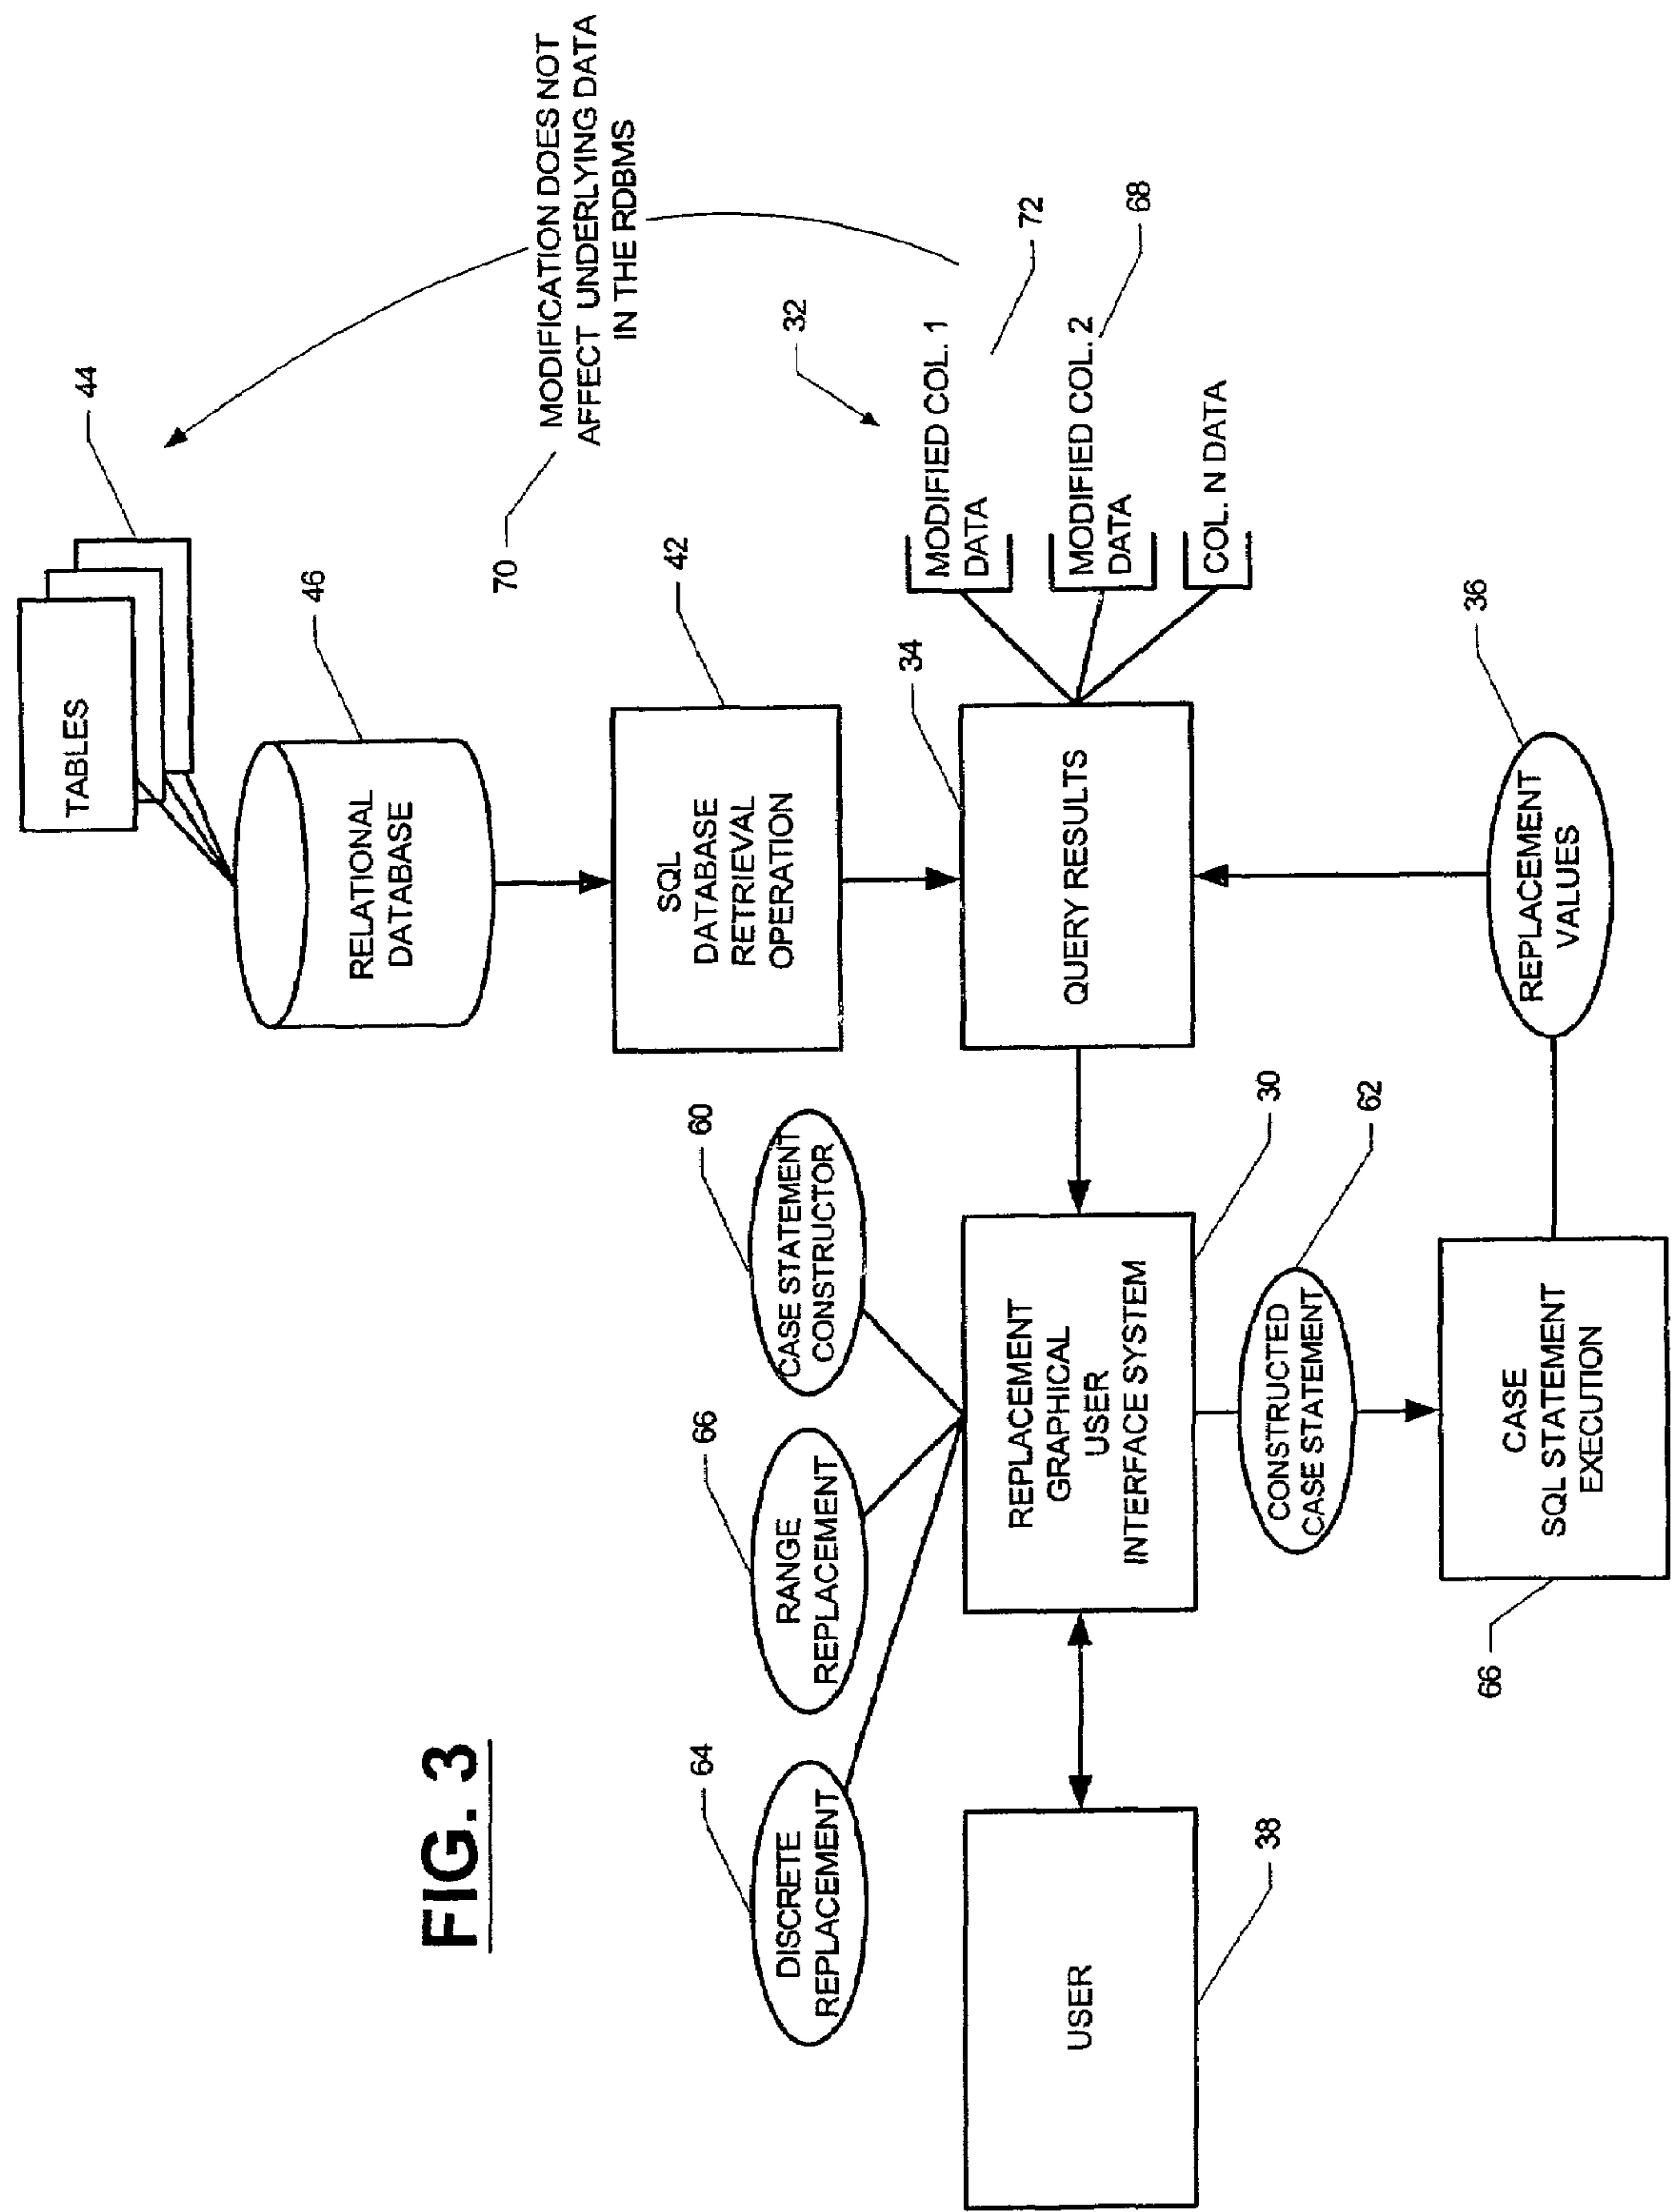 FIG. 3
TABLES
44
RELATIONAL
DATABASE
46
70
MODIFICATION DOES NOT
AFFECT UNDERLYING DATA
IN THE RDBMS
SQL
DATABASE
RETRIEVAL
OPERATION
42
DISCRETE
REPLACEMENT
64
RANGE
REPLACEMENT
66
CASE STATEMENT
CONSTRUCTOR
60
USER
38
REPLACEMENT
GRAPHICAL
USER
INTERFACE SYSTEM
30
QUERY RESULTS
34
32
MODIFIED COL. 1
DATA
72
MODIFIED COL. 2
DATA
68
COL. N DATA
CONSTRUCTED
CASE STATEMENT
62
CASE
SQL STATEMENT
EXECUTION
66
REPLACEMENT
VALUES
36